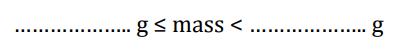 ……………….. g ≤ mass < ……………….. g